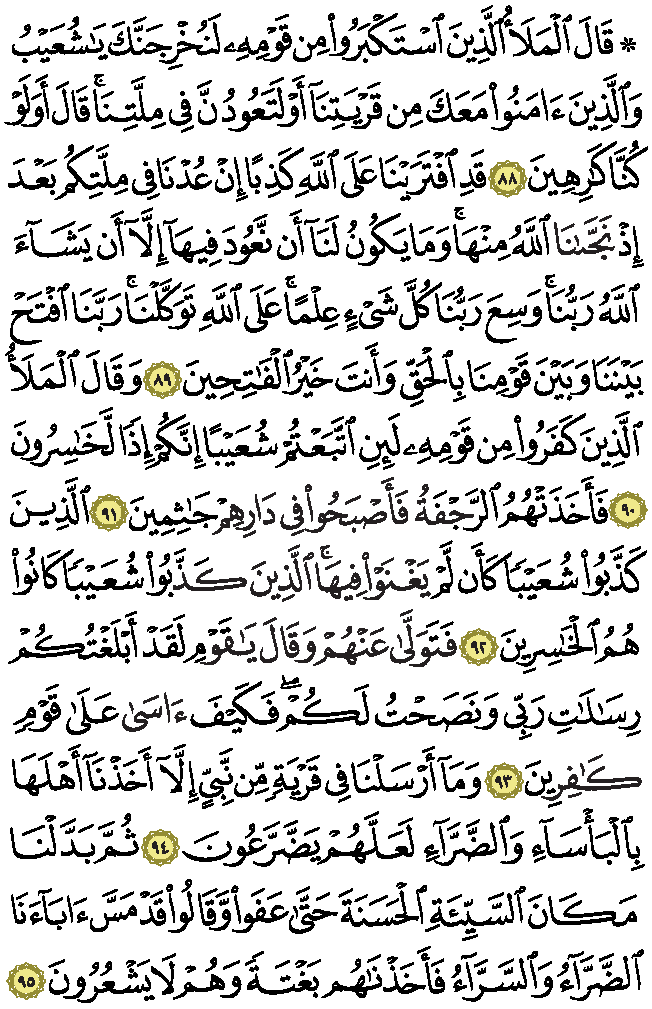 ۞ قَالَ ٱلْمَلَأُ ٱلَّذِينَ ٱسْتَكْبَرُوا۟ مِن قَوْمِهِۦ لَنُخْرِجَنَّكَ يَـٰشُعَيْبُ
وَٱلَّذِينَ ءَامَنُوا۟ مَعَكَ مِن قَرْيَتِنَآ أَوْ لَتَعُودُنَّ فِى مِلَّتِنَا ۚ قَالَ أَوَلَوْ
كُنَّا كَـٰرِهِينَ ٨٨ قَدِ ٱفْتَرَيْنَا عَلَى ٱللَّهِ كَذِبًا إِنْ عُدْنَا فِى مِلَّتِكُم بَعْدَ
إِذْ نَجَّىٰنَا ٱللَّهُ مِنْهَا ۚ وَمَا يَكُونُ لَنَآ أَن نَّعُودَ فِيهَآ إِلَّآ أَن يَشَآءَ
ٱللَّهُ رَبُّنَا ۚ وَسِعَ رَبُّنَا كُلَّ شَىْءٍ عِلْمًا ۚ عَلَى ٱللَّهِ تَوَكَّلْنَا ۚ رَبَّنَا ٱفْتَحْ
بَيْنَنَا وَبَيْنَ قَوْمِنَا بِٱلْحَقِّ وَأَنتَ خَيْرُ ٱلْفَـٰتِحِينَ ٨٩ وَقَالَ ٱلْمَلَأُ
ٱلَّذِينَ كَفَرُوا۟ مِن قَوْمِهِۦ لَئِنِ ٱتَّبَعْتُمْ شُعَيْبًا إِنَّكُمْ إِذًا لَّخَـٰسِرُونَ
٩٠ فَأَخَذَتْهُمُ ٱلرَّجْفَةُ فَأَصْبَحُوا۟ فِى دَارِهِمْ جَـٰثِمِينَ ٩١ ٱلَّذِينَ
كَذَّبُوا۟ شُعَيْبًا كَأَن لَّمْ يَغْنَوْا۟ فِيهَا ۚ ٱلَّذِينَ كَذَّبُوا۟ شُعَيْبًا كَانُوا۟
هُمُ ٱلْخَـٰسِرِينَ ٩٢ فَتَوَلَّىٰ عَنْهُمْ وَقَالَ يَـٰقَوْمِ لَقَدْ أَبْلَغْتُكُمْ
رِسَـٰلَـٰتِ رَبِّى وَنَصَحْتُ لَكُمْ ۖ فَكَيْفَ ءَاسَىٰ عَلَىٰ قَوْمٍ
كَـٰفِرِينَ ٩٣ وَمَآ أَرْسَلْنَا فِى قَرْيَةٍ مِّن نَّبِىٍّ إِلَّآ أَخَذْنَآ أَهْلَهَا
بِٱلْبَأْسَآءِ وَٱلضَّرَّآءِ لَعَلَّهُمْ يَضَّرَّعُونَ ٩٤ ثُمَّ بَدَّلْنَا
مَكَانَ ٱلسَّيِّئَةِ ٱلْحَسَنَةَ حَتَّىٰ عَفَوا۟ وَّقَالُوا۟ قَدْ مَسَّ ءَابَآءَنَا
ٱلضَّرَّآءُ وَٱلسَّرَّآءُ فَأَخَذْنَـٰهُم بَغْتَةً وَهُمْ لَا يَشْعُرُونَ ٩٥